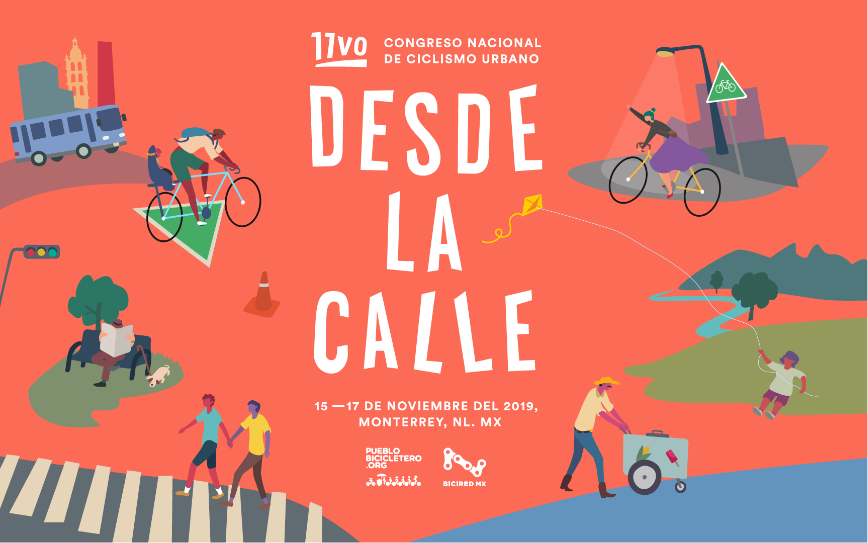 11vo
CONGRESO NACIONAL
DE CICLISMO URBANO
DESDE
LA
CALLE
15 — 17 DE NOVIEMBRE DEL 2019,
MONTERREY, NL. MX
PUEBLO
BICICLETERO
.ORG
BICIRED MX